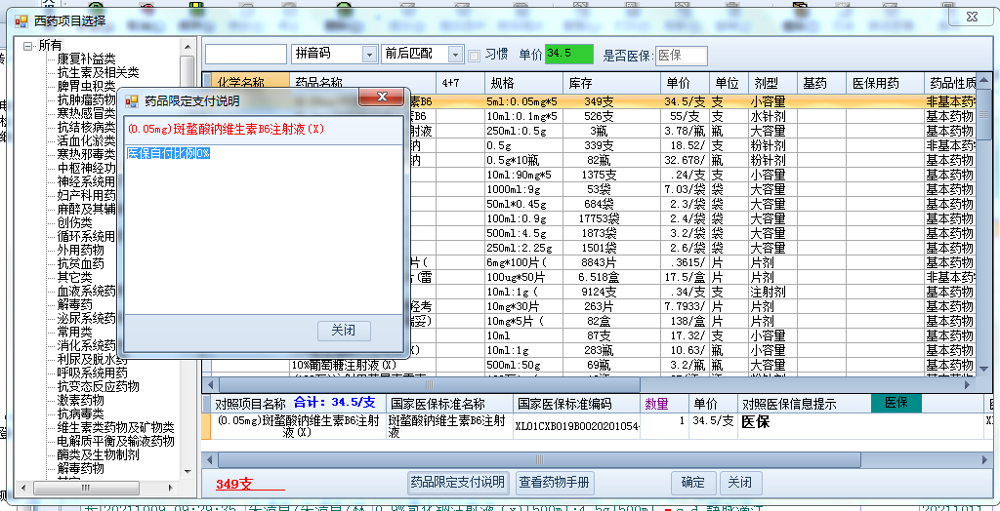 西药项目选择
所有
康复补益类
抗生素及相关类
脾胃虫积类
抗肿瘤药物
寒热感冒类
抗结核病类
活血化淤类
寒热邪毒类
中枢神经功
神经系统用
妇产科用药
麻醉及其辅
创伤类
循环系统用
外用药物
抗贫血药
其它类
血液系统药
解毒药
泌尿系统药
常用类
消化系统药
利尿及脱水药
呼吸系统用药
抗变态反应药物
激素药物
抗病毒类
维生素类药物及矿物类
电解质平衡及输液药物
酶类及生物制剂
解毒药物
拼音码 前后匹配 习惯 单价 34.5 是否医保: 医保
化学名称 药品名称 4+7 规格 库存 单价 单位 剂型 基药 医保用药 药品性质
素B6 5ml:0.05mg*5 349支 34.5/支 支 小容量 非基本药物
B6 10ml:0.1mg*5 526支 55/支 支 水针剂 基本药物
射液 250ml:0.5g 3瓶 3.78/瓶 瓶 大容量 基本药物
钠 0.5g 339支 18.52/ 支 粉针剂 非基本药物
钠 0.5g*10瓶 82瓶 32.678/ 瓶 粉针剂 基本药物
10ml:90mg*5 1375支 .24/支 支 小容量 基本药物
1000ml:9g 53袋 7.03/袋 袋 大容量 基本药物
50ml*0.45g 684袋 2.3/袋 袋 大容量 基本药物
100ml:0.9g 17753袋 2.4/袋 袋 大容量 基本药物
500ml:4.5g 1873袋 3.2/袋 袋 大容量 基本药物
250ml:2.25g 1501袋 2.6/袋 袋 大容量 基本药物
片( 6mg*100片( 8843片 .3615/ 片 片剂 基本药物
(雷 100ug*50片 6.518盒 17.5/盒 片 片剂 非基本药物
10ml:1g ( 9124支 .34/支 支 注射剂 基本药物
轻考 10mg*30片 263片 7.7933/ 片 片剂 基本药物
瑞妥) 10mg*5片 ( 82盒 138/盒 片 片剂 基本药物
10ml 87支 17.32/ 支 小容量 基本药物
X) 10ml:1g 283瓶 10.63/ 瓶 小容量 基本药物
10%葡萄糖注射液(X) 500ml:50g 69瓶 3.2/瓶 瓶 大容量 基本药物
药品限定支付说明
(0.05mg)斑蝥酸钠维生素B6注射液(X)
医保自付比例0%
关闭
对照项目名称 合计: 34.5/支 国家医保标准名称 国家医保标准编码 数量 单价 对照医保信息提示 医保
(0.05mg)斑蝥酸钠维生素B6注射液(X) 斑蝥酸钠维生素B6注射液 XL01CXB019B0020201054 1 34.5/支 医保
349支 药品限定支付说明 查看药物手册 确定 关闭